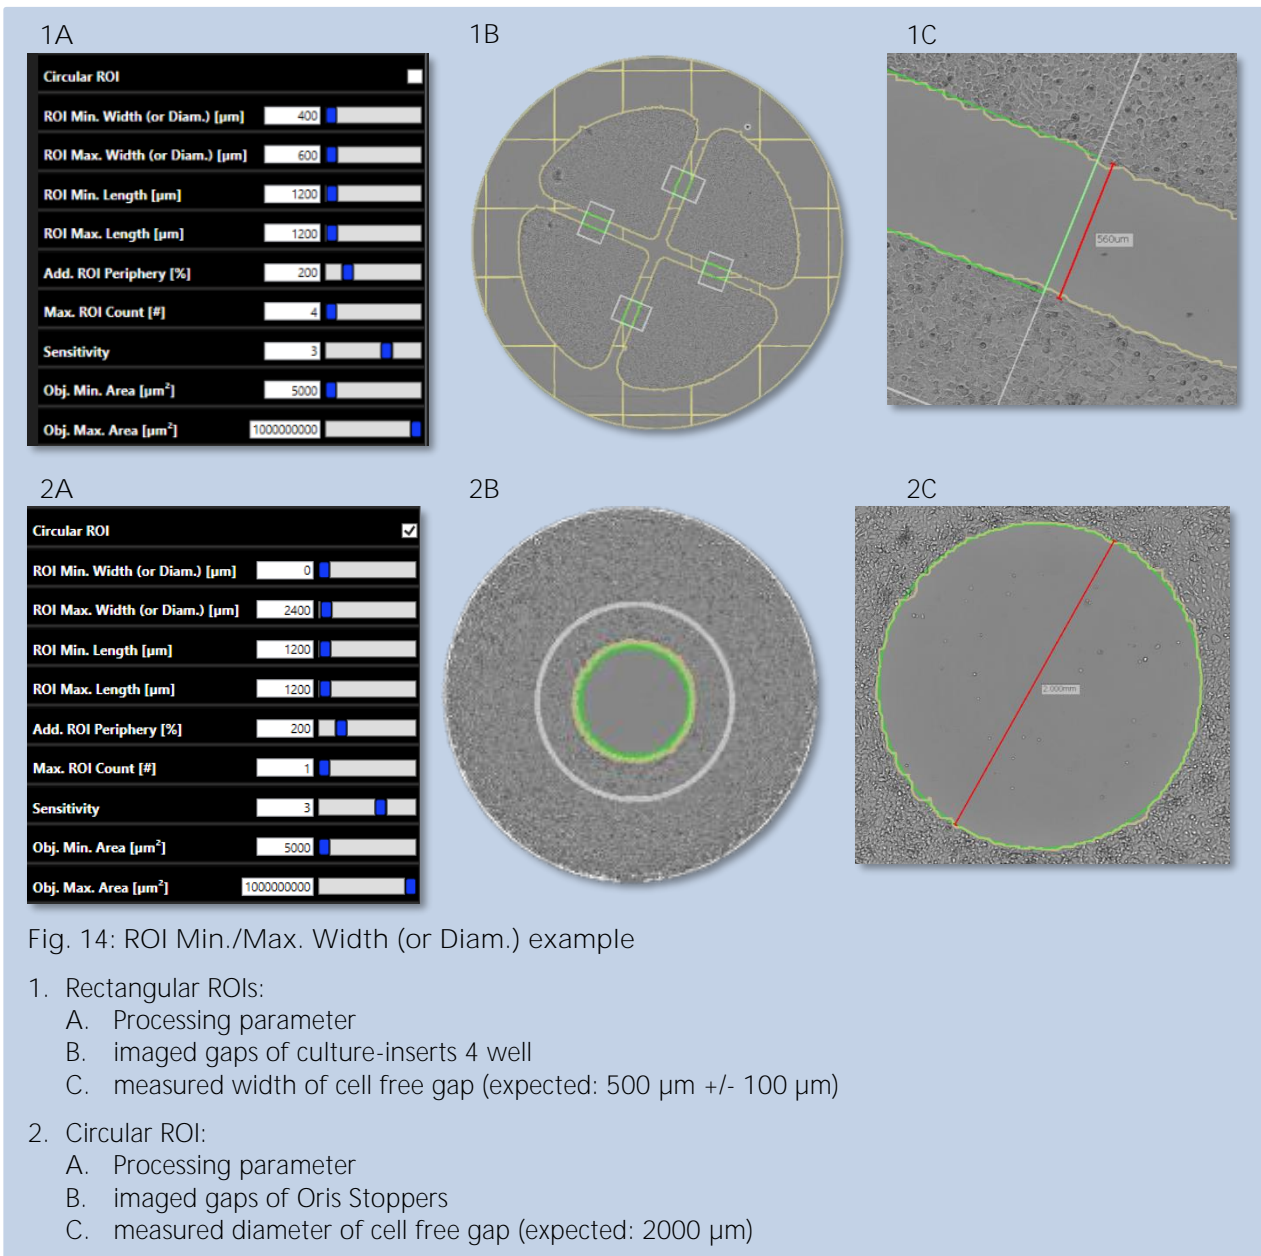 1A
1B
1C
Circular ROI
ROI Min. Width (or Diam.) [µm] 400
ROI Max. Width (or Diam.) [µm] 600
ROI Min. Length [µm] 1200
ROI Max. Length [µm] 1200
Add. ROI Periphery [%] 200
Max. ROI Count [#] 4
Sensitivity 3
Obj. Min. Area [µm²] 5000
Obj. Max. Area [µm²] 1000000000
560um
2A
2B
2C
Circular ROI
ROI Min. Width (or Diam.) [µm] 0
ROI Max. Width (or Diam.) [µm] 2400
ROI Min. Length [µm] 1200
ROI Max. Length [µm] 1200
Add. ROI Periphery [%] 200
Max. ROI Count [#] 1
Sensitivity 3
Obj. Min. Area [µm²] 5000
Obj. Max. Area [µm²] 1000000000
2.000mm
Fig. 14: ROI Min./Max. Width (or Diam.) example
1. Rectangular ROIs:
A. Processing parameter
B. imaged gaps of culture-inserts 4 well
C. measured width of cell free gap (expected: 500 µm +/- 100 µm)
2. Circular ROI:
A. Processing parameter
B. imaged gaps of Oris Stoppers
C. measured diameter of cell free gap (expected: 2000 µm)